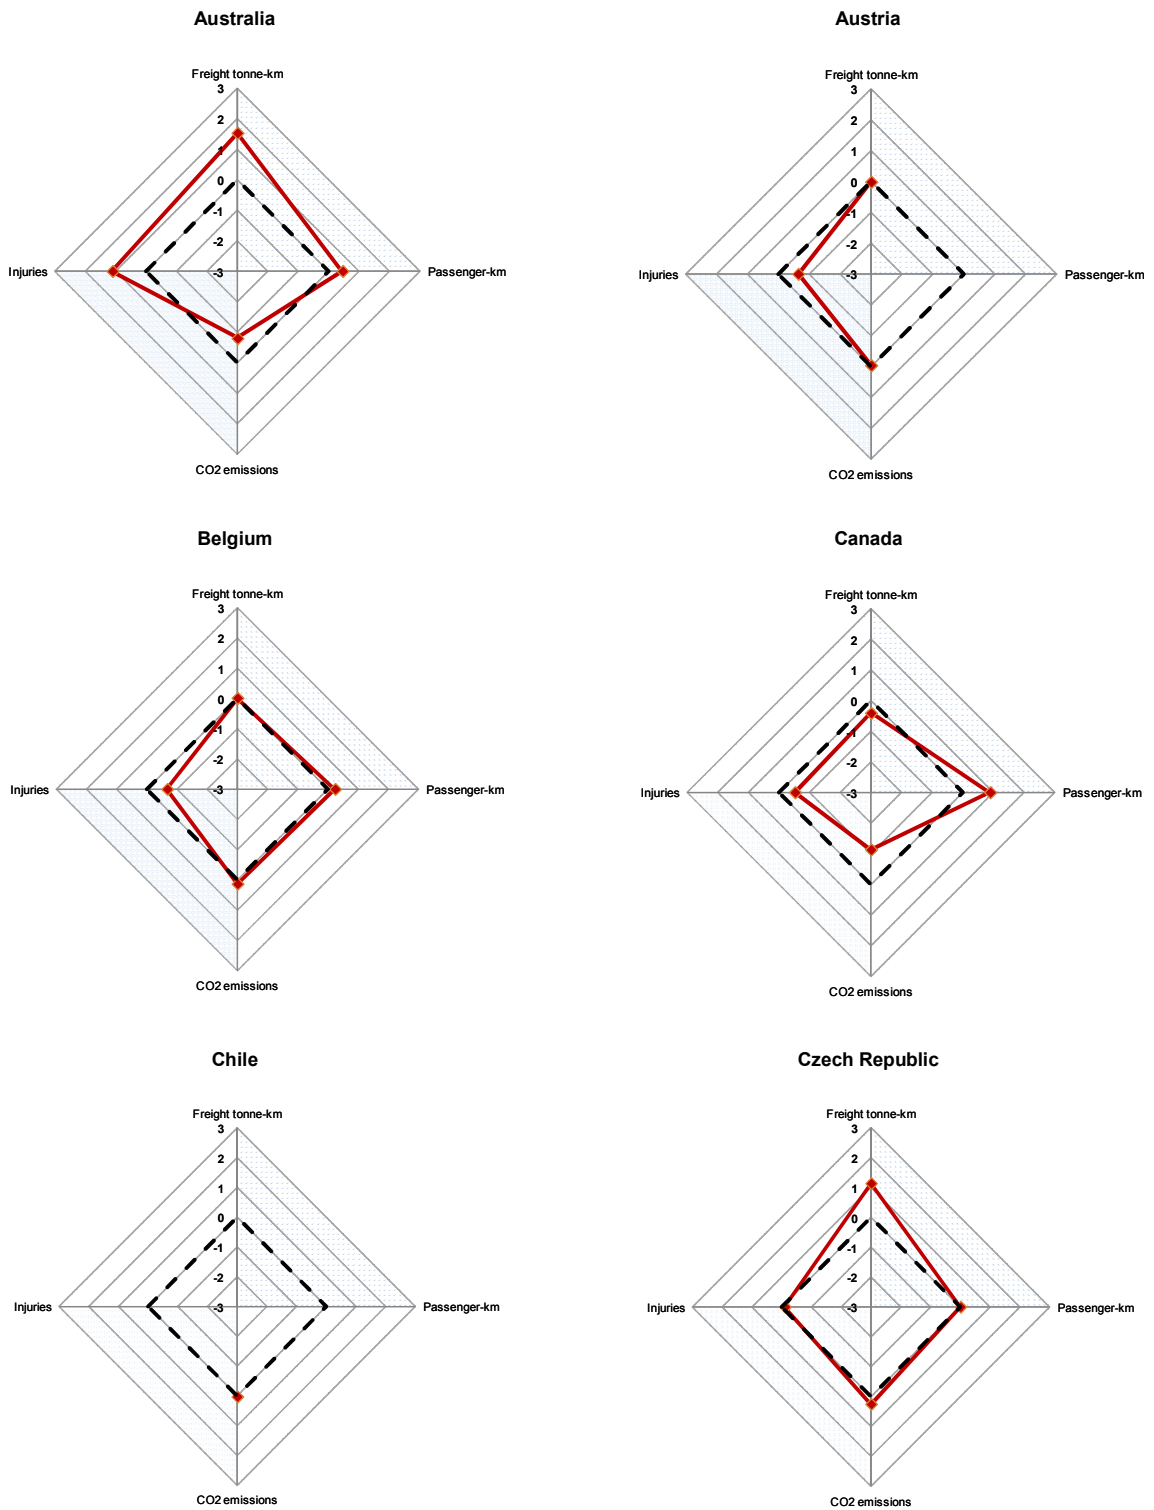 Australia
Freight tonne-km
3
2
1
0
-1
-2
-3
Injuries
Passenger-km
CO2 emissions
Austria
Freight tonne-km
3
2
1
0
-1
-2
-3
Injuries
Passenger-km
CO2 emissions
Belgium
Freight tonne-km
3
2
1
0
-1
-2
-3
Injuries
Passenger-km
CO2 emissions
Canada
Freight tonne-km
3
2
1
0
-1
-2
-3
Injuries
Passenger-km
CO2 emissions
Chile
Freight tonne-km
3
2
1
0
-1
-2
-3
Injuries
Passenger-km
CO2 emissions
Czech Republic
Freight tonne-km
3
2
1
0
-1
-2
-3
Injuries
Passenger-km
CO2 emissions